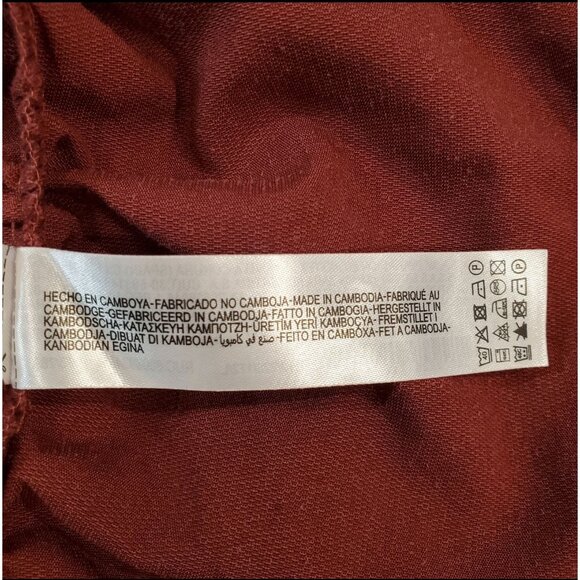 HECHO EN CAMBOYA-FABRICADO NO CAMBOJA-MADE IN CAMBODIA-FABRIQUÉ AU
CAMBODGE-GEFABRICEERD IN CAMBODJA-FATTO IN CAMBOGIA-HERGESTELLT IN
KAMBODSCHA-ΚΑΤΑΣΚΕΥΗ ΚΑΜΠΟΤΖΗ-ÜRETİM YERİ KAMBOÇYA-FREMSTILLET I
CAMBODJA-DIBUAT DI KAMBOJA-صنع في كامبوديا-FEITO EN CAMBOXA-FET A CAMBODJA-
KANBODIAN EGINA
P P
40 40